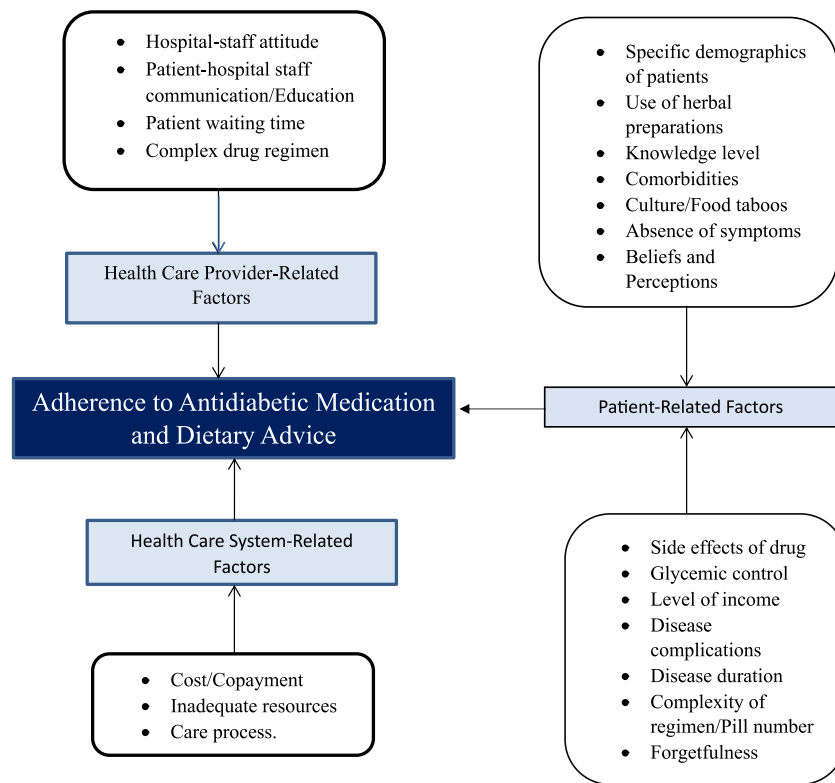 • Hospital-staff attitude
• Patient-hospital staff
communication/Education
• Patient waiting time
• Complex drug regimen
• Specific demographics
of patients
• Use of herbal
preparations
• Knowledge level
• Comorbidities
• Culture/Food taboos
• Absence of symptoms
• Beliefs and
Perceptions
Health Care Provider-Related
Factors
Adherence to Antidiabetic Medication
and Dietary Advice
Patient-Related Factors
Health Care System-Related
Factors
• Cost/Copayment
• Inadequate resources
• Care process.
• Side effects of drug
• Glycemic control
• Level of income
• Disease
complications
• Disease duration
• Complexity of
regimen/Pill number
• Forgetfulness